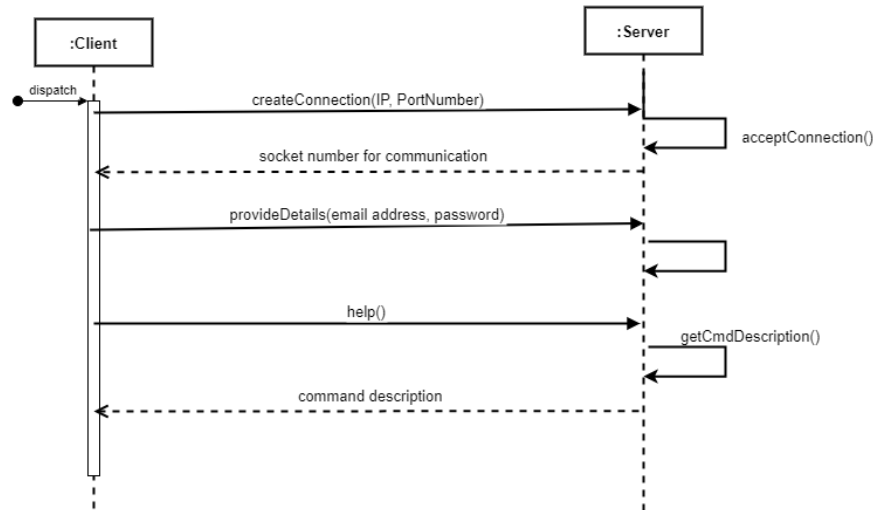 :Client
:Server
dispatch
createConnection(IP, PortNumber)
acceptConnection()
socket number for communication
provideDetails(email address, password)
help()
getCmdDescription()
command description